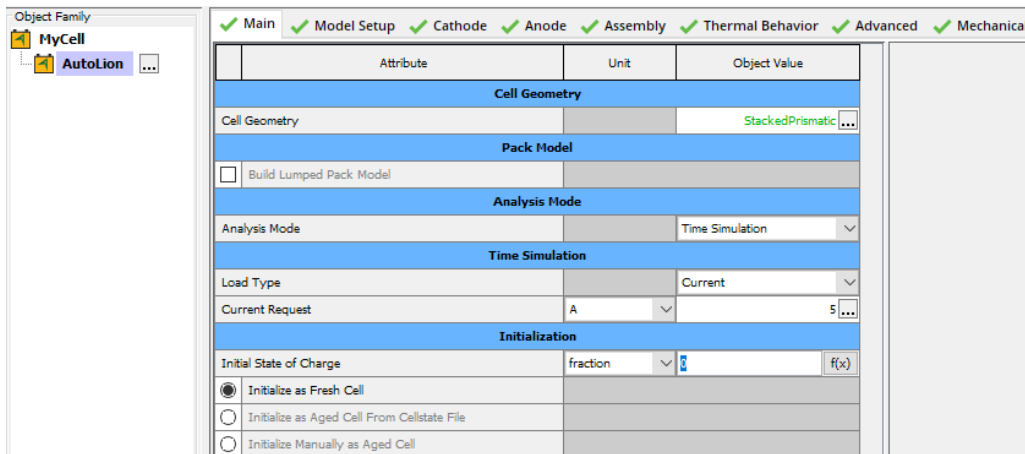 Object Family
MyCell
AutoLion ...
Main Model Setup Cathode Anode Assembly Thermal Behavior Advanced Mechanica
Attribute Unit Object Value
Cell Geometry
Cell Geometry StackedPrismatic ...
Pack Model
Build Lumped Pack Model
Analysis Mode
Analysis Mode Time Simulation
Time Simulation
Load Type Current
Current Request A 5 ...
Initialization
Initial State of Charge fraction 0 f(x)
Initialize as Fresh Cell
Initialize as Aged Cell From Cellstate File
Initialize Manually as Aged Cell